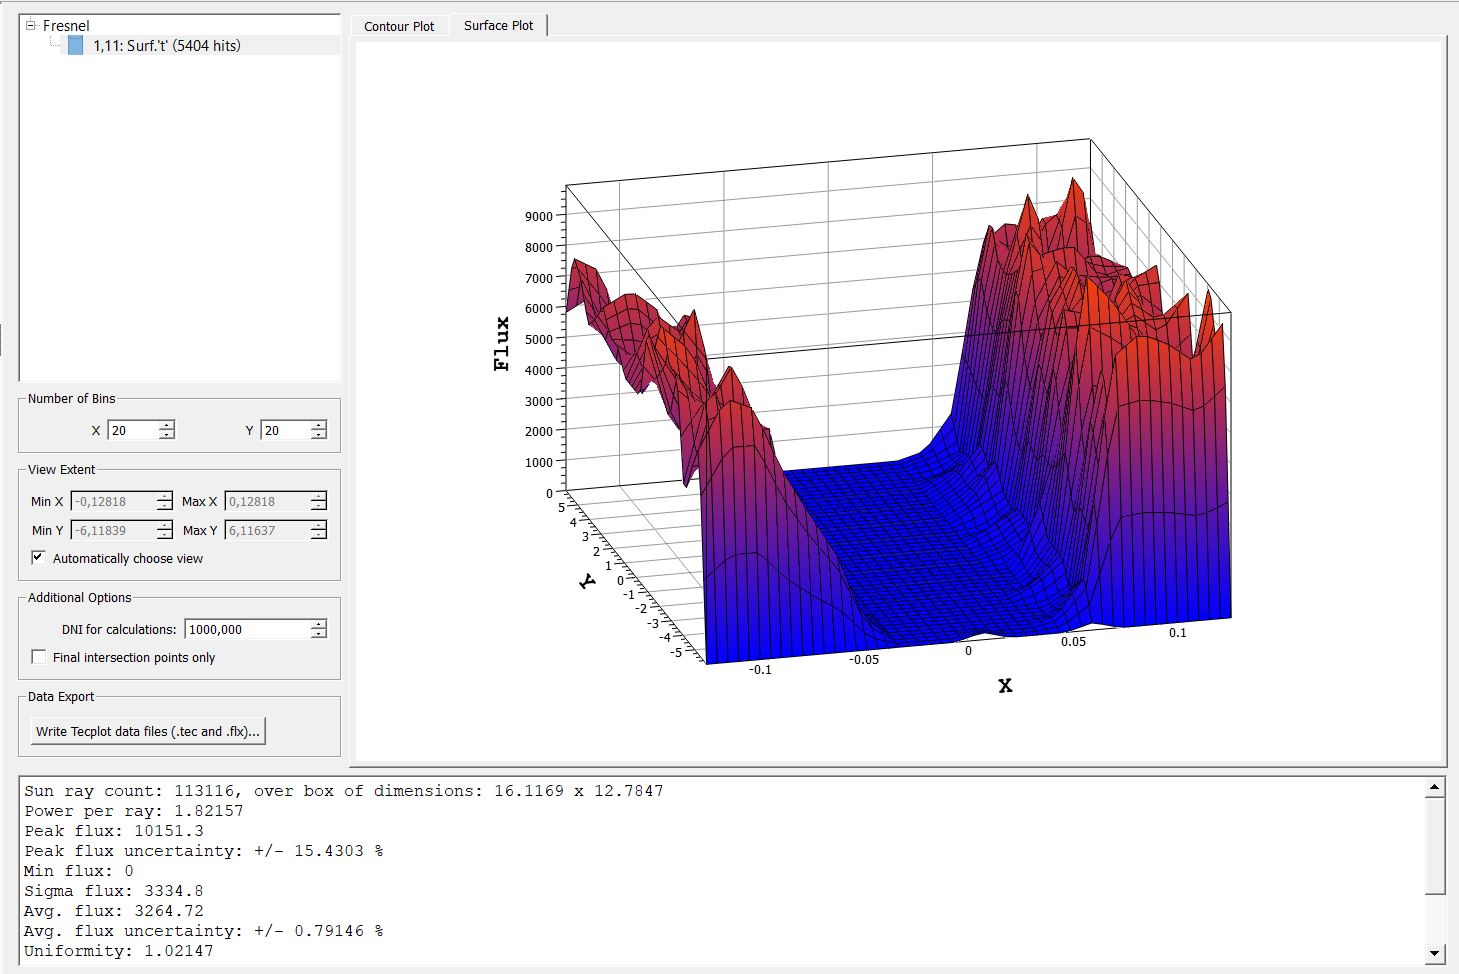 Fresnel
1,11: Surf.'t' (5404 hits)
Contour Plot
Surface Plot
Number of Bins
X 20
Y 20
View Extent
Min X -0,12818 Max X 0,12818
Min Y -6,11839 Max Y 6,11637
Automatically choose view
Additional Options
DNI for calculations: 1000,000
Final intersection points only
Data Export
Write Tecplot data files (.tec and .flx)...
Flux
9000
8000
7000
6000
5000
4000
3000
2000
1000
0
5
4
3
2
1
0
-1
-2
-3
-4
-5
Y
-0.1
-0.05
0
0.05
0.1
X
Sun ray count: 113116, over box of dimensions: 16.1169 x 12.7847
Power per ray: 1.82157
Peak flux: 10151.3
Peak flux uncertainty: +/- 15.4303 %
Min flux: 0
Sigma flux: 3334.8
Avg. flux: 3264.72
Avg. flux uncertainty: +/- 0.79146 %
Uniformity: 1.02147